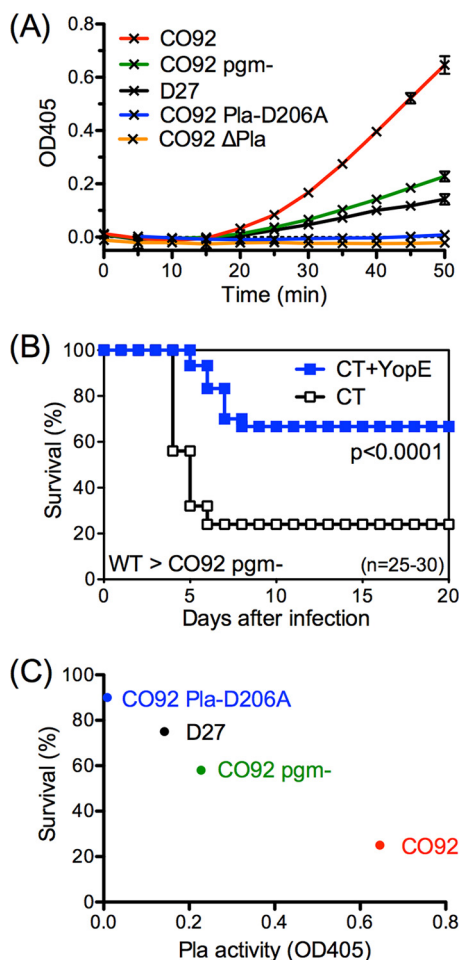 (A)
OD405
0.8
0.6
0.4
0.2
0.0
CO92
CO92 pgm-
D27
CO92 Pla-D206A
CO92 ΔPla
0 10 20 30 40 50
Time (min)
(B)
Survival (%)
100
80
60
40
20
0
CT+YopE
CT
p<0.0001
WT > CO92 pgm- (n=25-30)
0 5 10 15 20
Days after infection
(C)
Survival (%)
100
80
60
40
20
0
CO92 Pla-D206A
D27
CO92 pgm-
CO92
0.0 0.2 0.4 0.6 0.8
Pla activity (OD405)